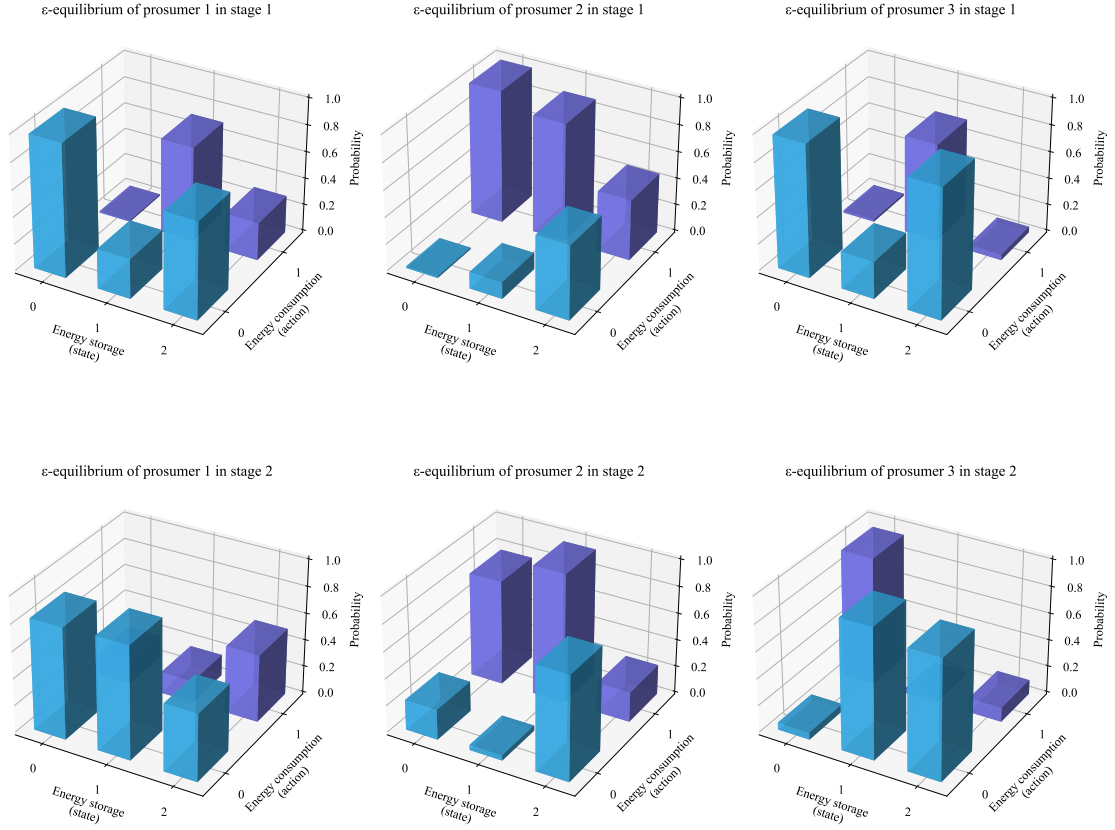 ε-equilibrium of prosumer 1 in stage 1
1.0
0.8
0.6
0.4
0.2
0.0
Probability
0
1
2
Energy storage
(state)
0
1
Energy consumption
(action)
ε-equilibrium of prosumer 2 in stage 1
1.0
0.8
0.6
0.4
0.2
0.0
Probability
0
1
2
Energy storage
(state)
0
1
Energy consumption
(action)
ε-equilibrium of prosumer 3 in stage 1
1.0
0.8
0.6
0.4
0.2
0.0
Probability
0
1
2
Energy storage
(state)
0
1
Energy consumption
(action)
ε-equilibrium of prosumer 1 in stage 2
1.0
0.8
0.6
0.4
0.2
0.0
Probability
0
1
2
Energy storage
(state)
0
1
Energy consumption
(action)
ε-equilibrium of prosumer 2 in stage 2
1.0
0.8
0.6
0.4
0.2
0.0
Probability
0
1
2
Energy storage
(state)
0
1
Energy consumption
(action)
ε-equilibrium of prosumer 3 in stage 2
1.0
0.8
0.6
0.4
0.2
0.0
Probability
0
1
2
Energy storage
(state)
0
1
Energy consumption
(action)